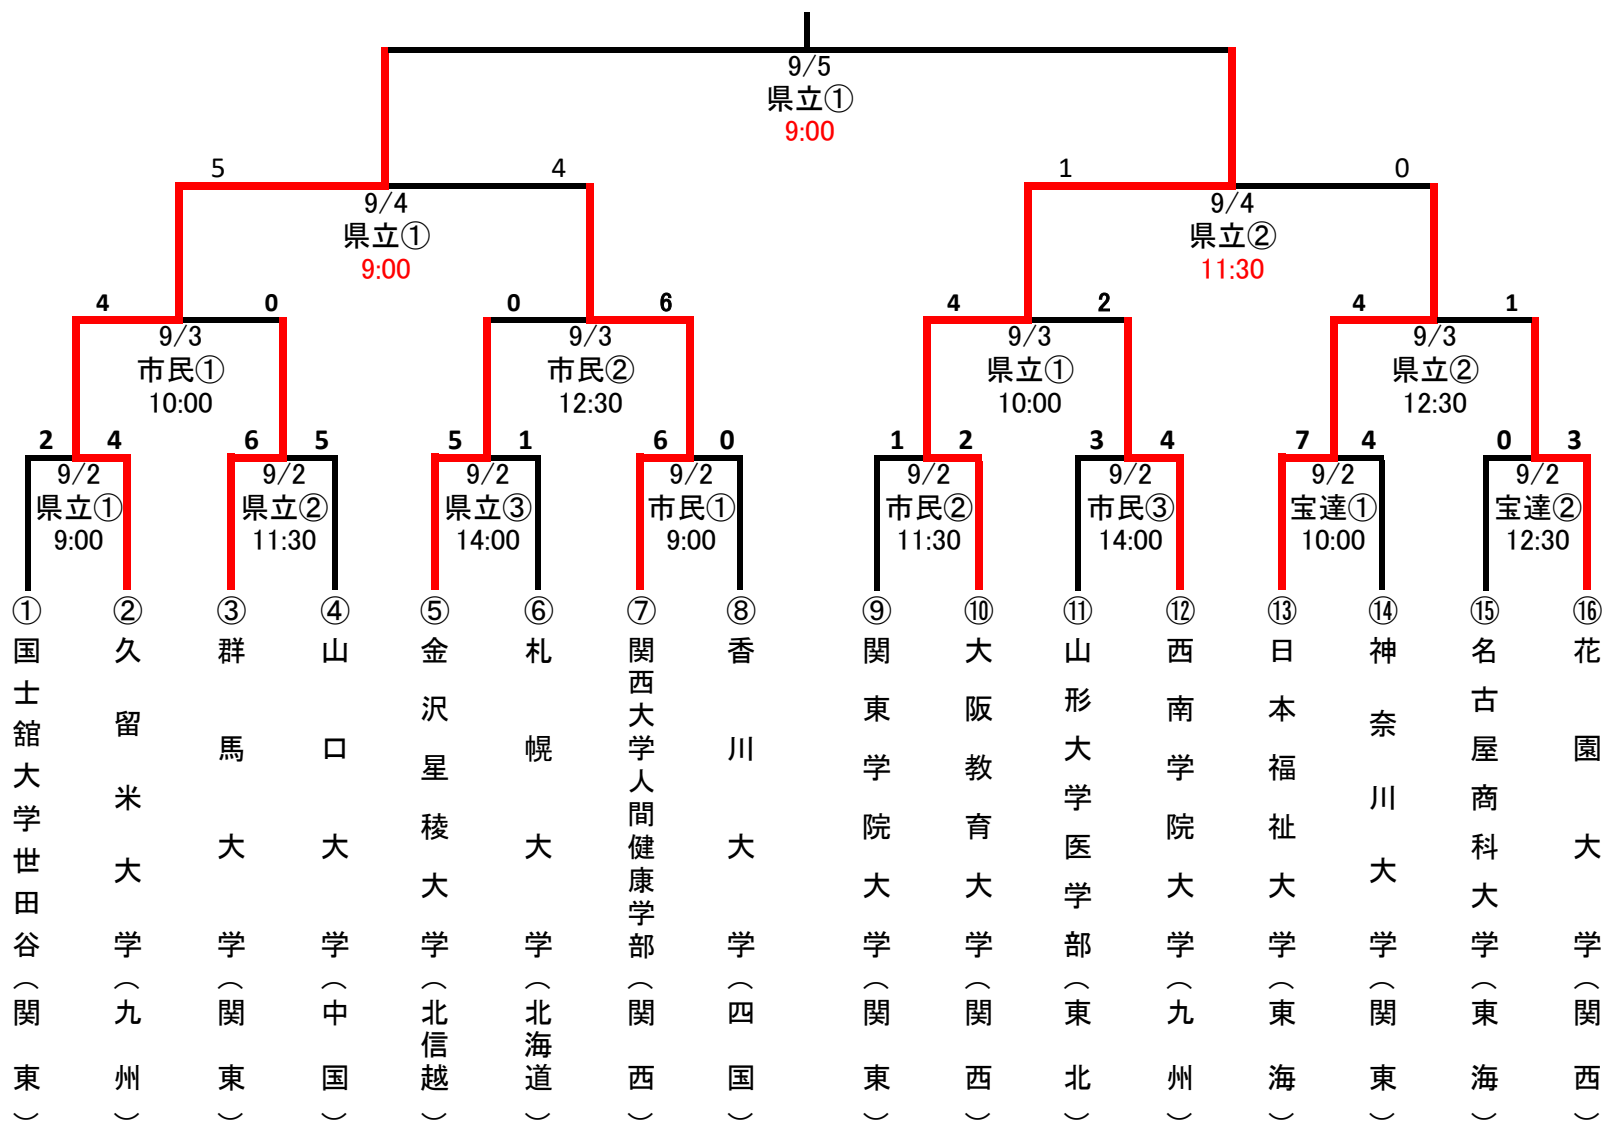 9/5
県立①
9:00
5 4 1 0
9/4 9/4
県立① 県立②
9:00 11:30
4 0 0 6 4 2 4 1
9/3 9/3 9/3 9/3
市民① 市民② 県立① 県立②
10:00 12:30 10:00 12:30
2 4 6 5 5 1 6 0 1 2 3 4 7 4 0 3
9/2 9/2 9/2 9/2 9/2 9/2 9/2 9/2
県立① 県立② 県立③ 市民① 市民② 市民③ 宝達① 宝達②
9:00 11:30 14:00 9:00 11:30 14:00 10:00 12:30
①国士舘大学世田谷(関東)
②久留米大学(九州)
③群馬大学(関東)
④山口大学(中国)
⑤金沢星稜大学(北信越)
⑥札幌大学(北海道)
⑦関西大学人間健康学部(関西)
⑧香川大学(四国)
⑨関東学院大学(関東)
⑩大阪教育大学(関西)
⑪山形大学医学部(東北)
⑫西南学院大学(九州)
⑬日本福祉大学(東海)
⑭神奈川大学(関東)
⑮名古屋商科大学(東海)
⑯花園大学(関西)